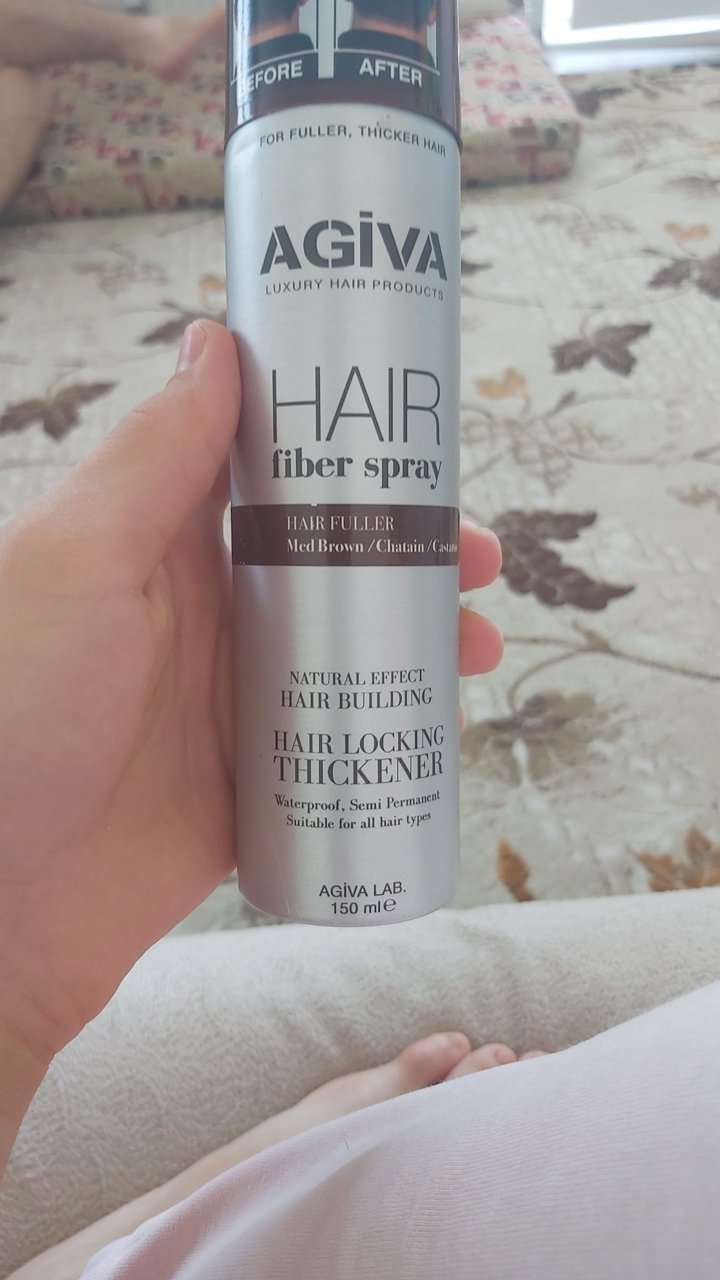 BEFORE AFTER
FOR FULLER, THICKER HAIR
AGİVA
LUXURY HAIR PRODUCTS
HAIR
fiber spray
HAIR FULLER
Med Brown /Chatain /
NATURAL EFFECT
HAIR BUILDING
HAIR LOCKING
THICKENER
Waterproof, Semi Permanent
Suitable for all hair types
AGİVA LAB.
150 ml℮